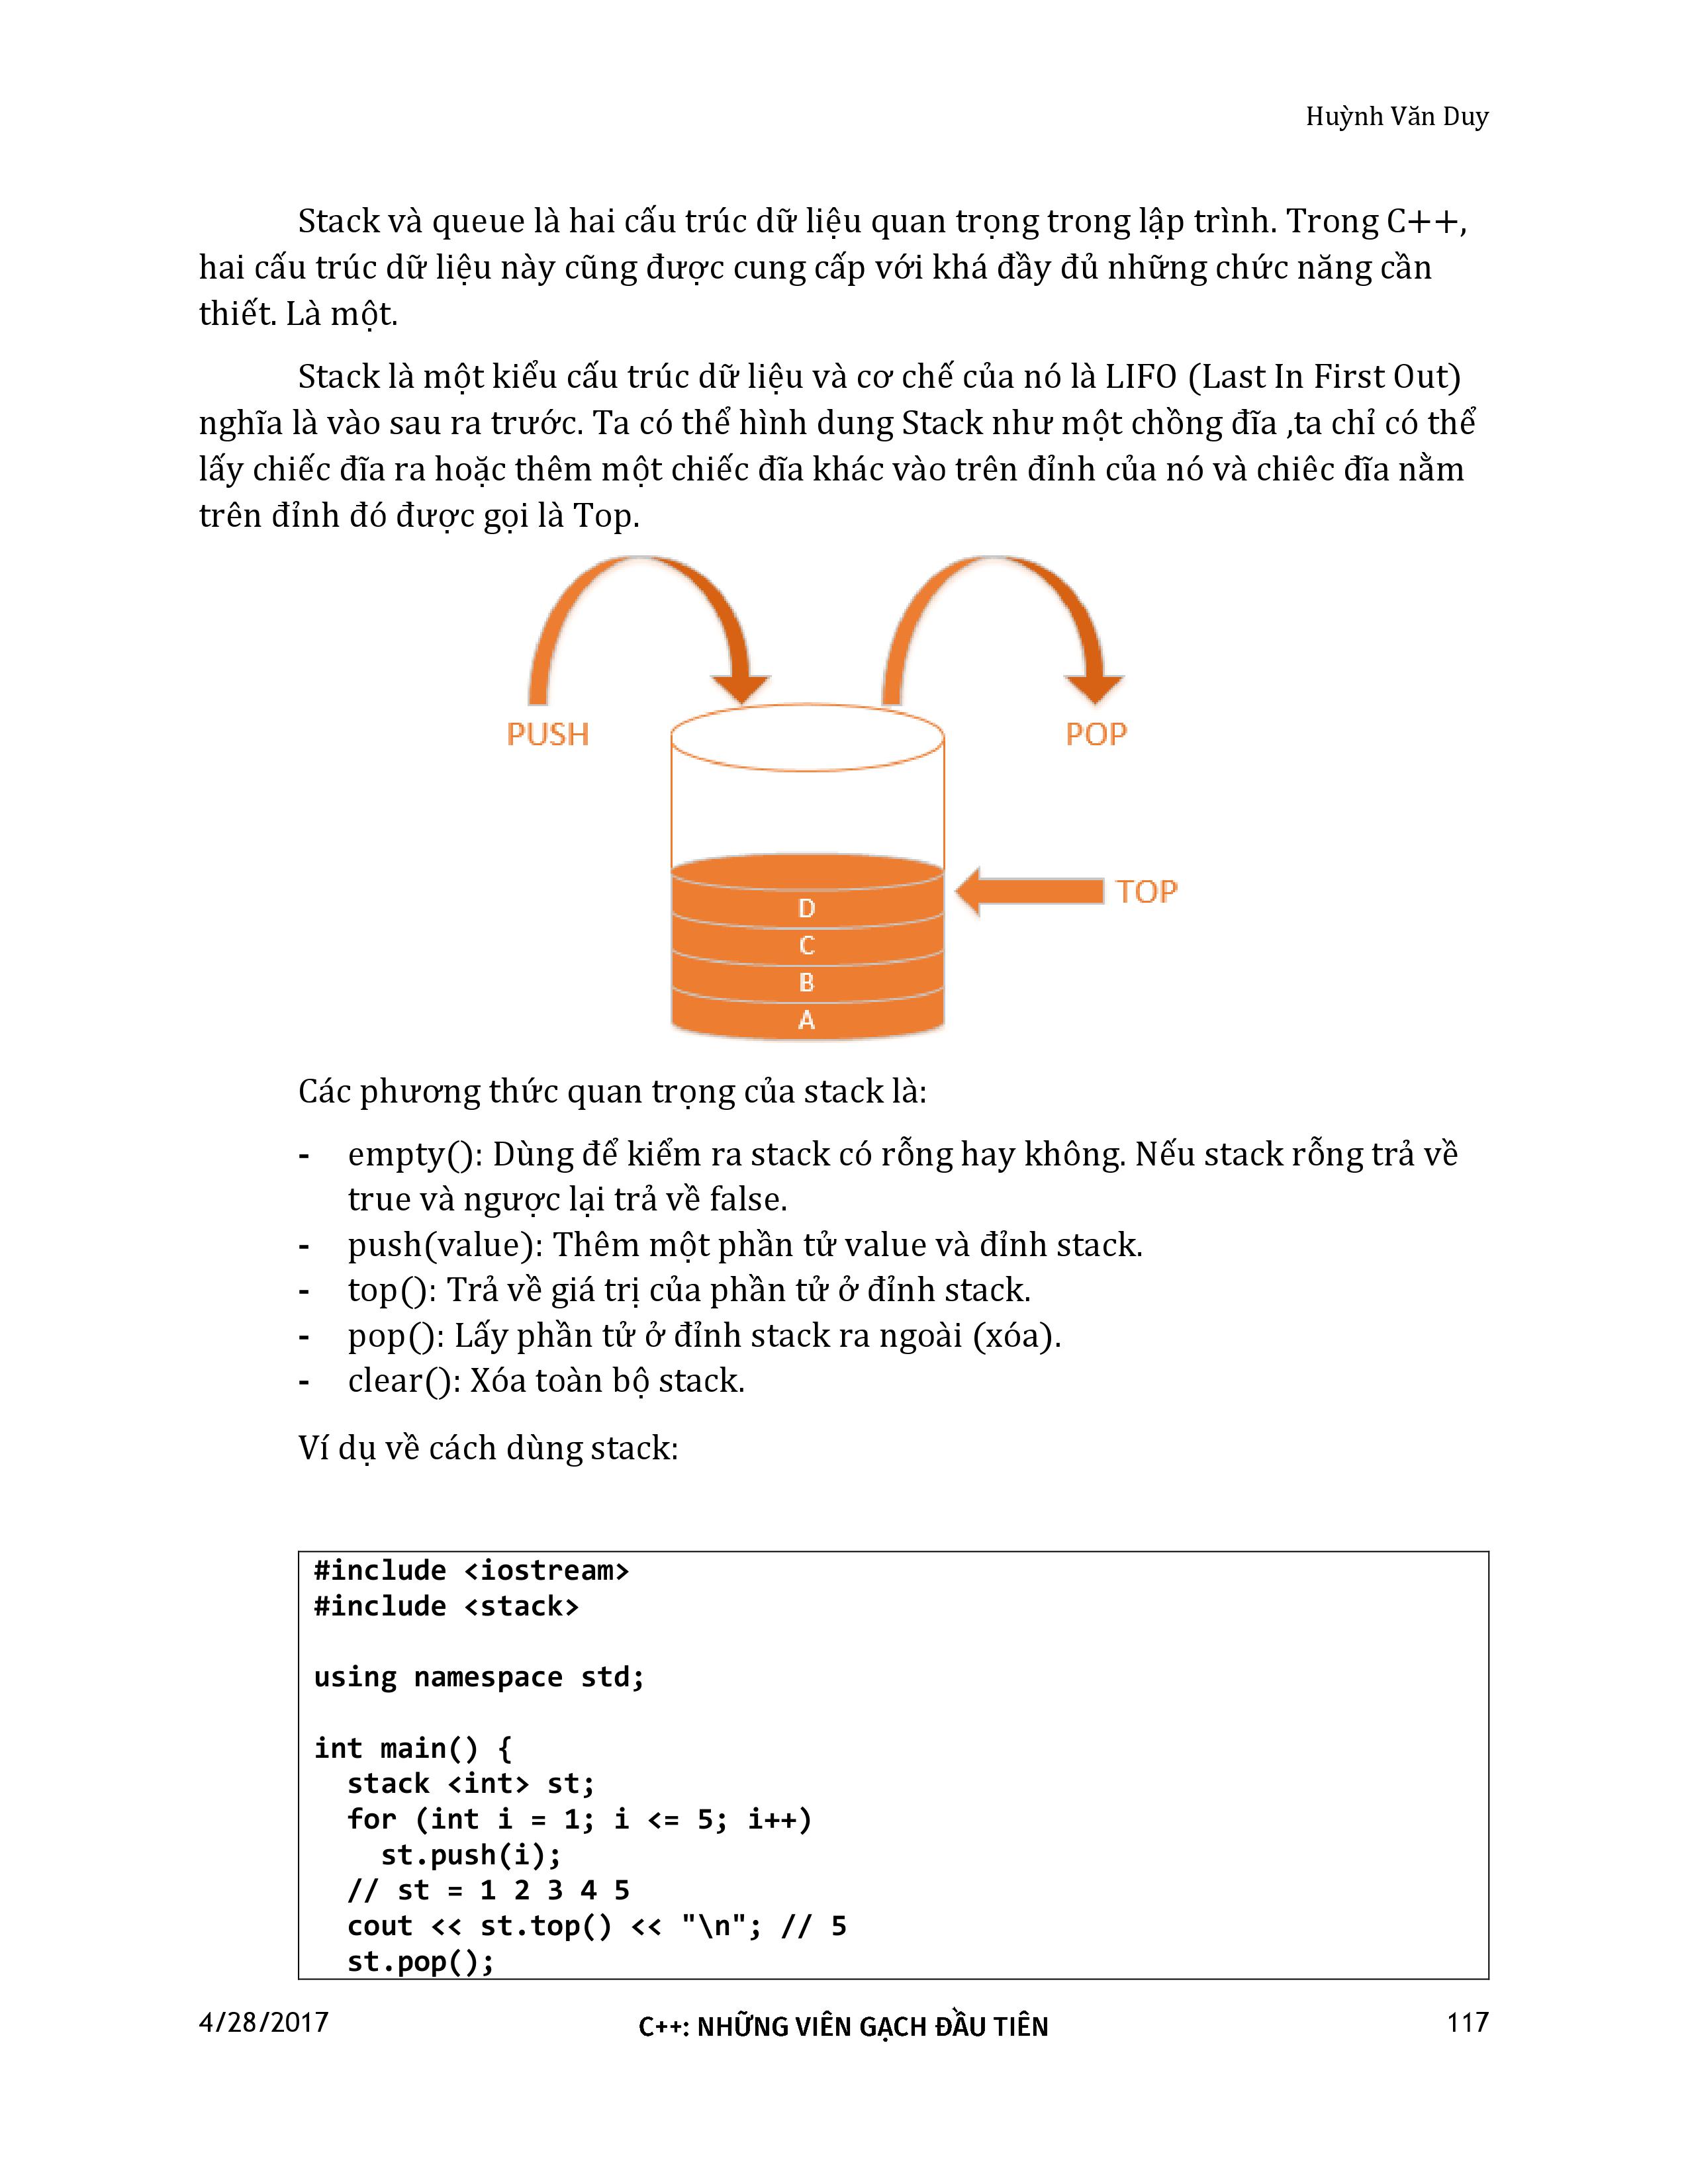 Huỳnh Văn Duy
Stack và queue là hai cấu trúc dữ liệu quan trọng trong lập trình. Trong C++,
hai cấu trúc dữ liệu này cũng được cung cấp với khá đầy đủ những chức năng cần
thiết. Là một.
Stack là một kiểu cấu trúc dữ liệu và cơ chế của nó là LIFO (Last In First Out)
nghĩa là vào sau ra trước. Ta có thể hình dung Stack như một chồng đĩa ,ta chỉ có thể
lấy chiếc đĩa ra hoặc thêm một chiếc đĩa khác vào trên đỉnh của nó và chiêc đĩa nằm
trên đỉnh đó được gọi là Top.
PUSH
POP
TOP
D
C
B
A
Các phương thức quan trọng của stack là:
- empty(): Dùng để kiểm ra stack có rỗng hay không. Nếu stack rỗng trả về
true và ngược lại trả về false.
- push(value): Thêm một phần tử value và đỉnh stack.
- top(): Trả về giá trị của phần tử ở đỉnh stack.
- pop(): Lấy phần tử ở đỉnh stack ra ngoài (xóa).
- clear(): Xóa toàn bộ stack.
Ví dụ về cách dùng stack:
#include <iostream>
#include <stack>
using namespace std;
int main() {
  stack <int> st;
  for (int i = 1; i <= 5; i++)
    st.push(i);
  // st = 1 2 3 4 5
  cout << st.top() << "\n"; // 5
  st.pop();
4/28/2017
C++: NHỮNG VIÊN GẠCH ĐẦU TIÊN
117